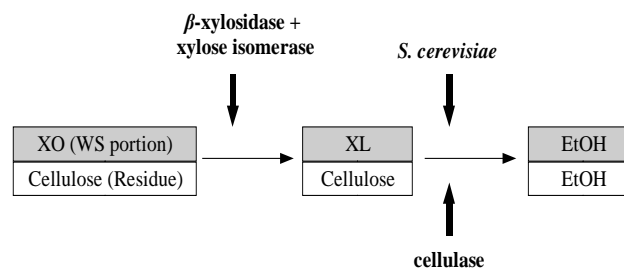 β-xylosidase +
xylose isomerase
S. cerevisiae
XO (WS portion)
XL
EtOH
Cellulose (Residue)
Cellulose
EtOH
cellulase